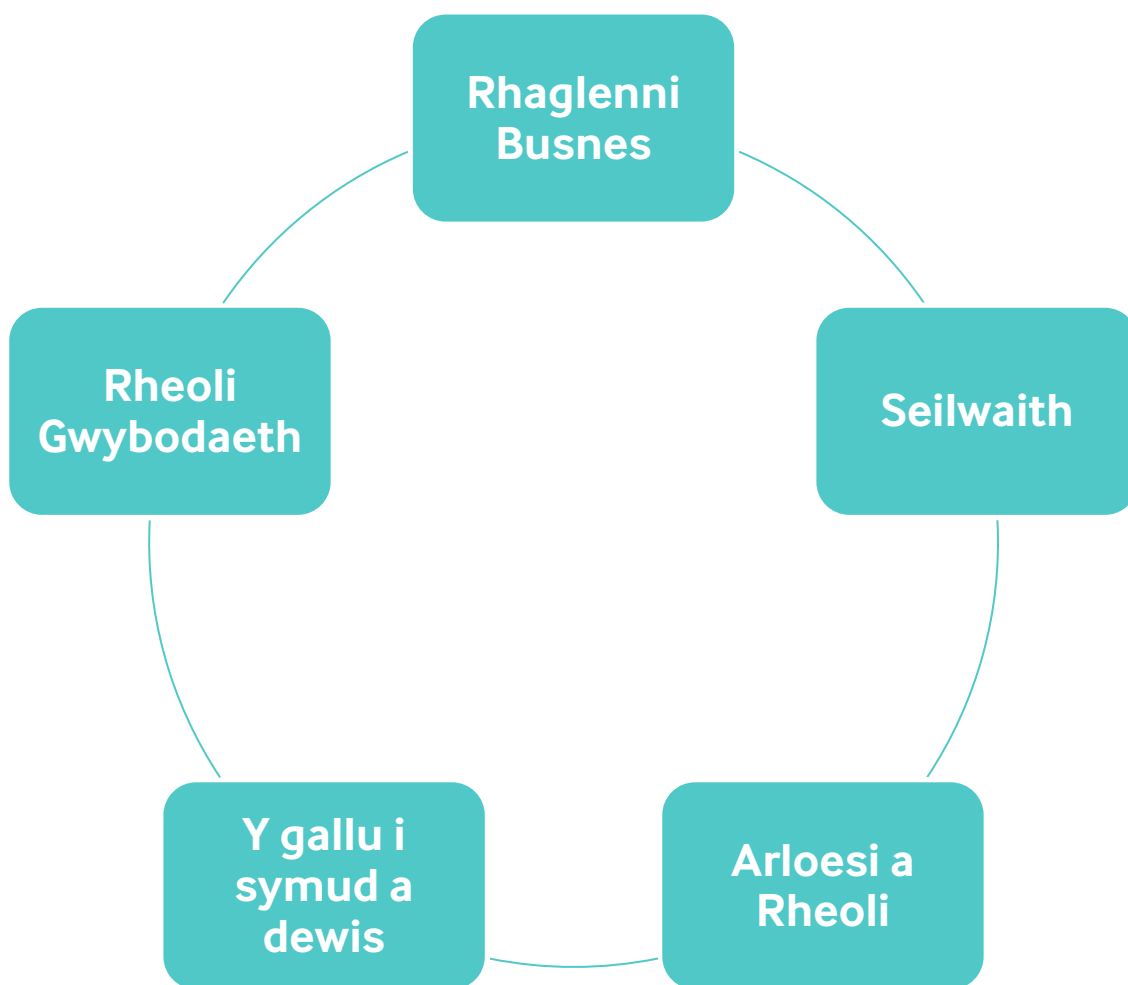 Rhaglenni
Busnes
Seilwaith
Arloesi a
Rheoli
Y gallu i
symud a
dewis
Rheoli
Gwybodaeth